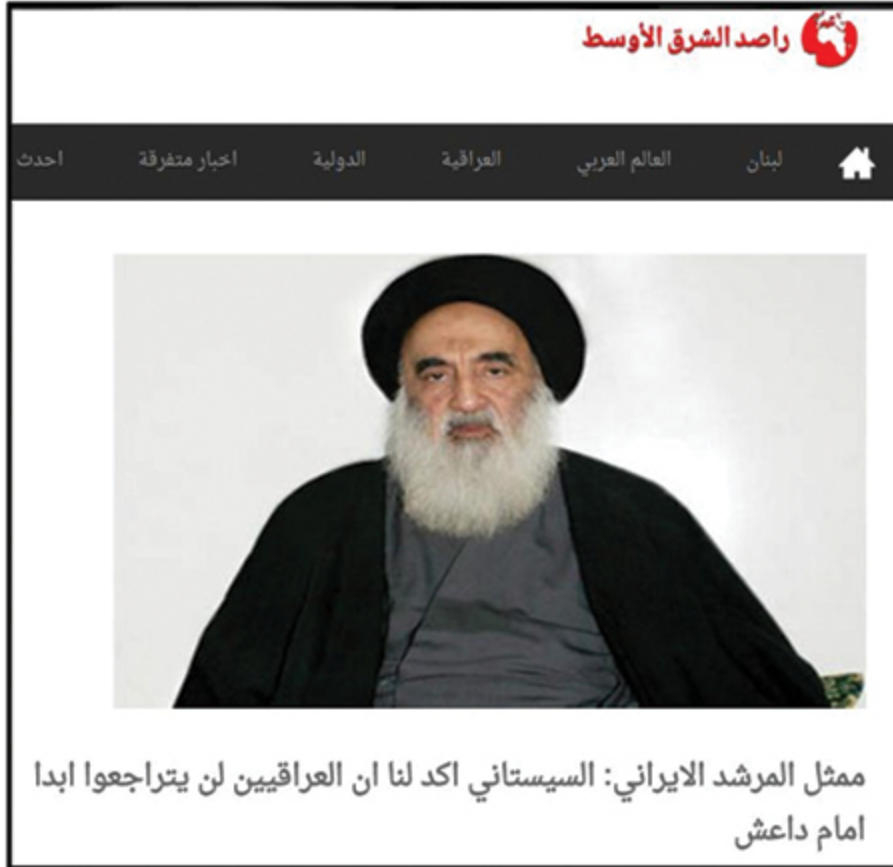 راصد الشرق الأوسط
لبنان العالم العربي العراقية الدولية اخبار متفرقة احدث
ممثل المرشد الايراني: السيستاني اكد لنا ان العراقيين لن يتراجعوا ابدا
امام داعش